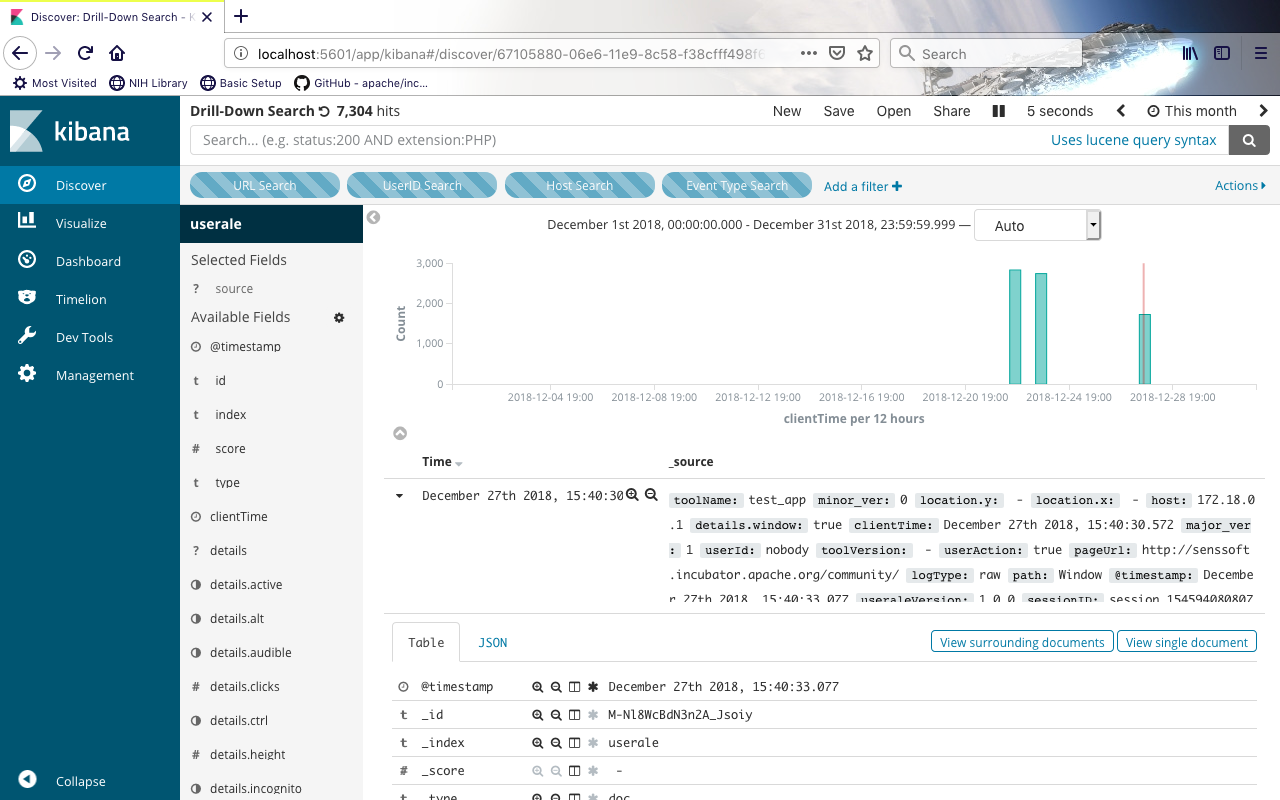 Discover: Drill-Down Search - K
localhost:5601/app/kibana#/discover/67105880-06e6-11e9-8c58-f38cfff498f6
Search
Most Visited NIH Library Basic Setup GitHub - apache/inc...
kibana
Drill-Down Search 7,304 hits
New Save Open Share 5 seconds This month
Search... (e.g. status:200 AND extension:PHP)
Uses lucene query syntax
URL Search UserID Search Host Search Event Type Search Add a filter
Actions
Discover
Visualize
Dashboard
Timelion
Dev Tools
Management
Collapse
userale
Selected Fields
? source
Available Fields
@timestamp
t id
t index
# score
t type
clientTime
? details
details.active
details.alt
details.audible
# details.clicks
details.ctrl
# details.height
details.incognito
December 1st 2018, 00:00:00.000 - December 31st 2018, 23:59:59.999 — Auto
3,000
2,000
1,000
0
Count
2018-12-04 19:00 2018-12-08 19:00 2018-12-12 19:00 2018-12-16 19:00 2018-12-20 19:00 2018-12-24 19:00 2018-12-28 19:00
clientTime per 12 hours
Time _source
December 27th 2018, 15:40:30
toolName: test_app minor_ver: 0 location.y: - location.x: - host: 172.18.0
.1 details.window: true clientTime: December 27th 2018, 15:40:30.572 major_ver
: 1 userId: nobody toolVersion: - userAction: true pageUrl: http://senssoft
.incubator.apache.org/community/ logType: raw path: Window @timestamp: Decembe
r 27th 2018, 15:40:33.077 useraleVersion: 1.0.0 sessionID: session_154594080807
Table JSON
View surrounding documents View single document
@timestamp December 27th 2018, 15:40:33.077
t _id M-Nl8WcBdN3n2A_Jsoiy
t _index userale
# _score -
t _type doc